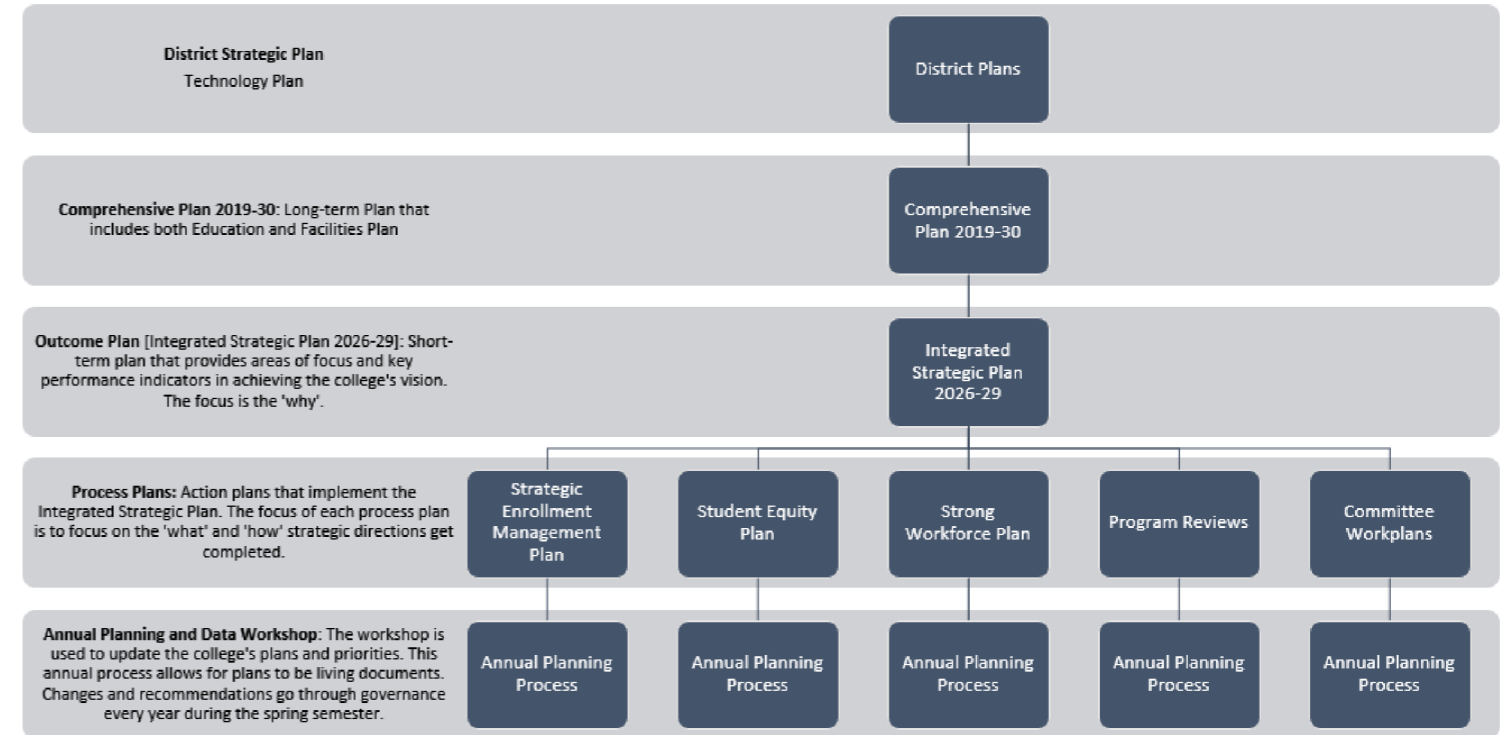 District Strategic Plan
Technology Plan
District Plans
Comprehensive Plan 2019-30: Long-term Plan that
includes both Education and Facilities Plan
Comprehensive
Plan 2019-30
Outcome Plan [Integrated Strategic Plan 2026-29]: Short-
term plan that provides areas of focus and key
performance indicators in achieving the college's vision.
The focus is the 'why'.
Integrated
Strategic Plan
2026-29
Process Plans: Action plans that implement the
Integrated Strategic Plan. The focus of each process plan
is to focus on the 'what' and 'how' strategic directions get
completed.
Strategic
Enrollment
Management
Plan
Student Equity
Plan
Strong
Workforce Plan
Program Reviews
Committee
Workplans
Annual Planning and Data Workshop: The workshop is
used to update the college's plans and priorities. This
annual process allows for plans to be living documents.
Changes and recommendations go through governance
every year during the spring semester.
Annual Planning
Process
Annual Planning
Process
Annual Planning
Process
Annual Planning
Process
Annual Planning
Process